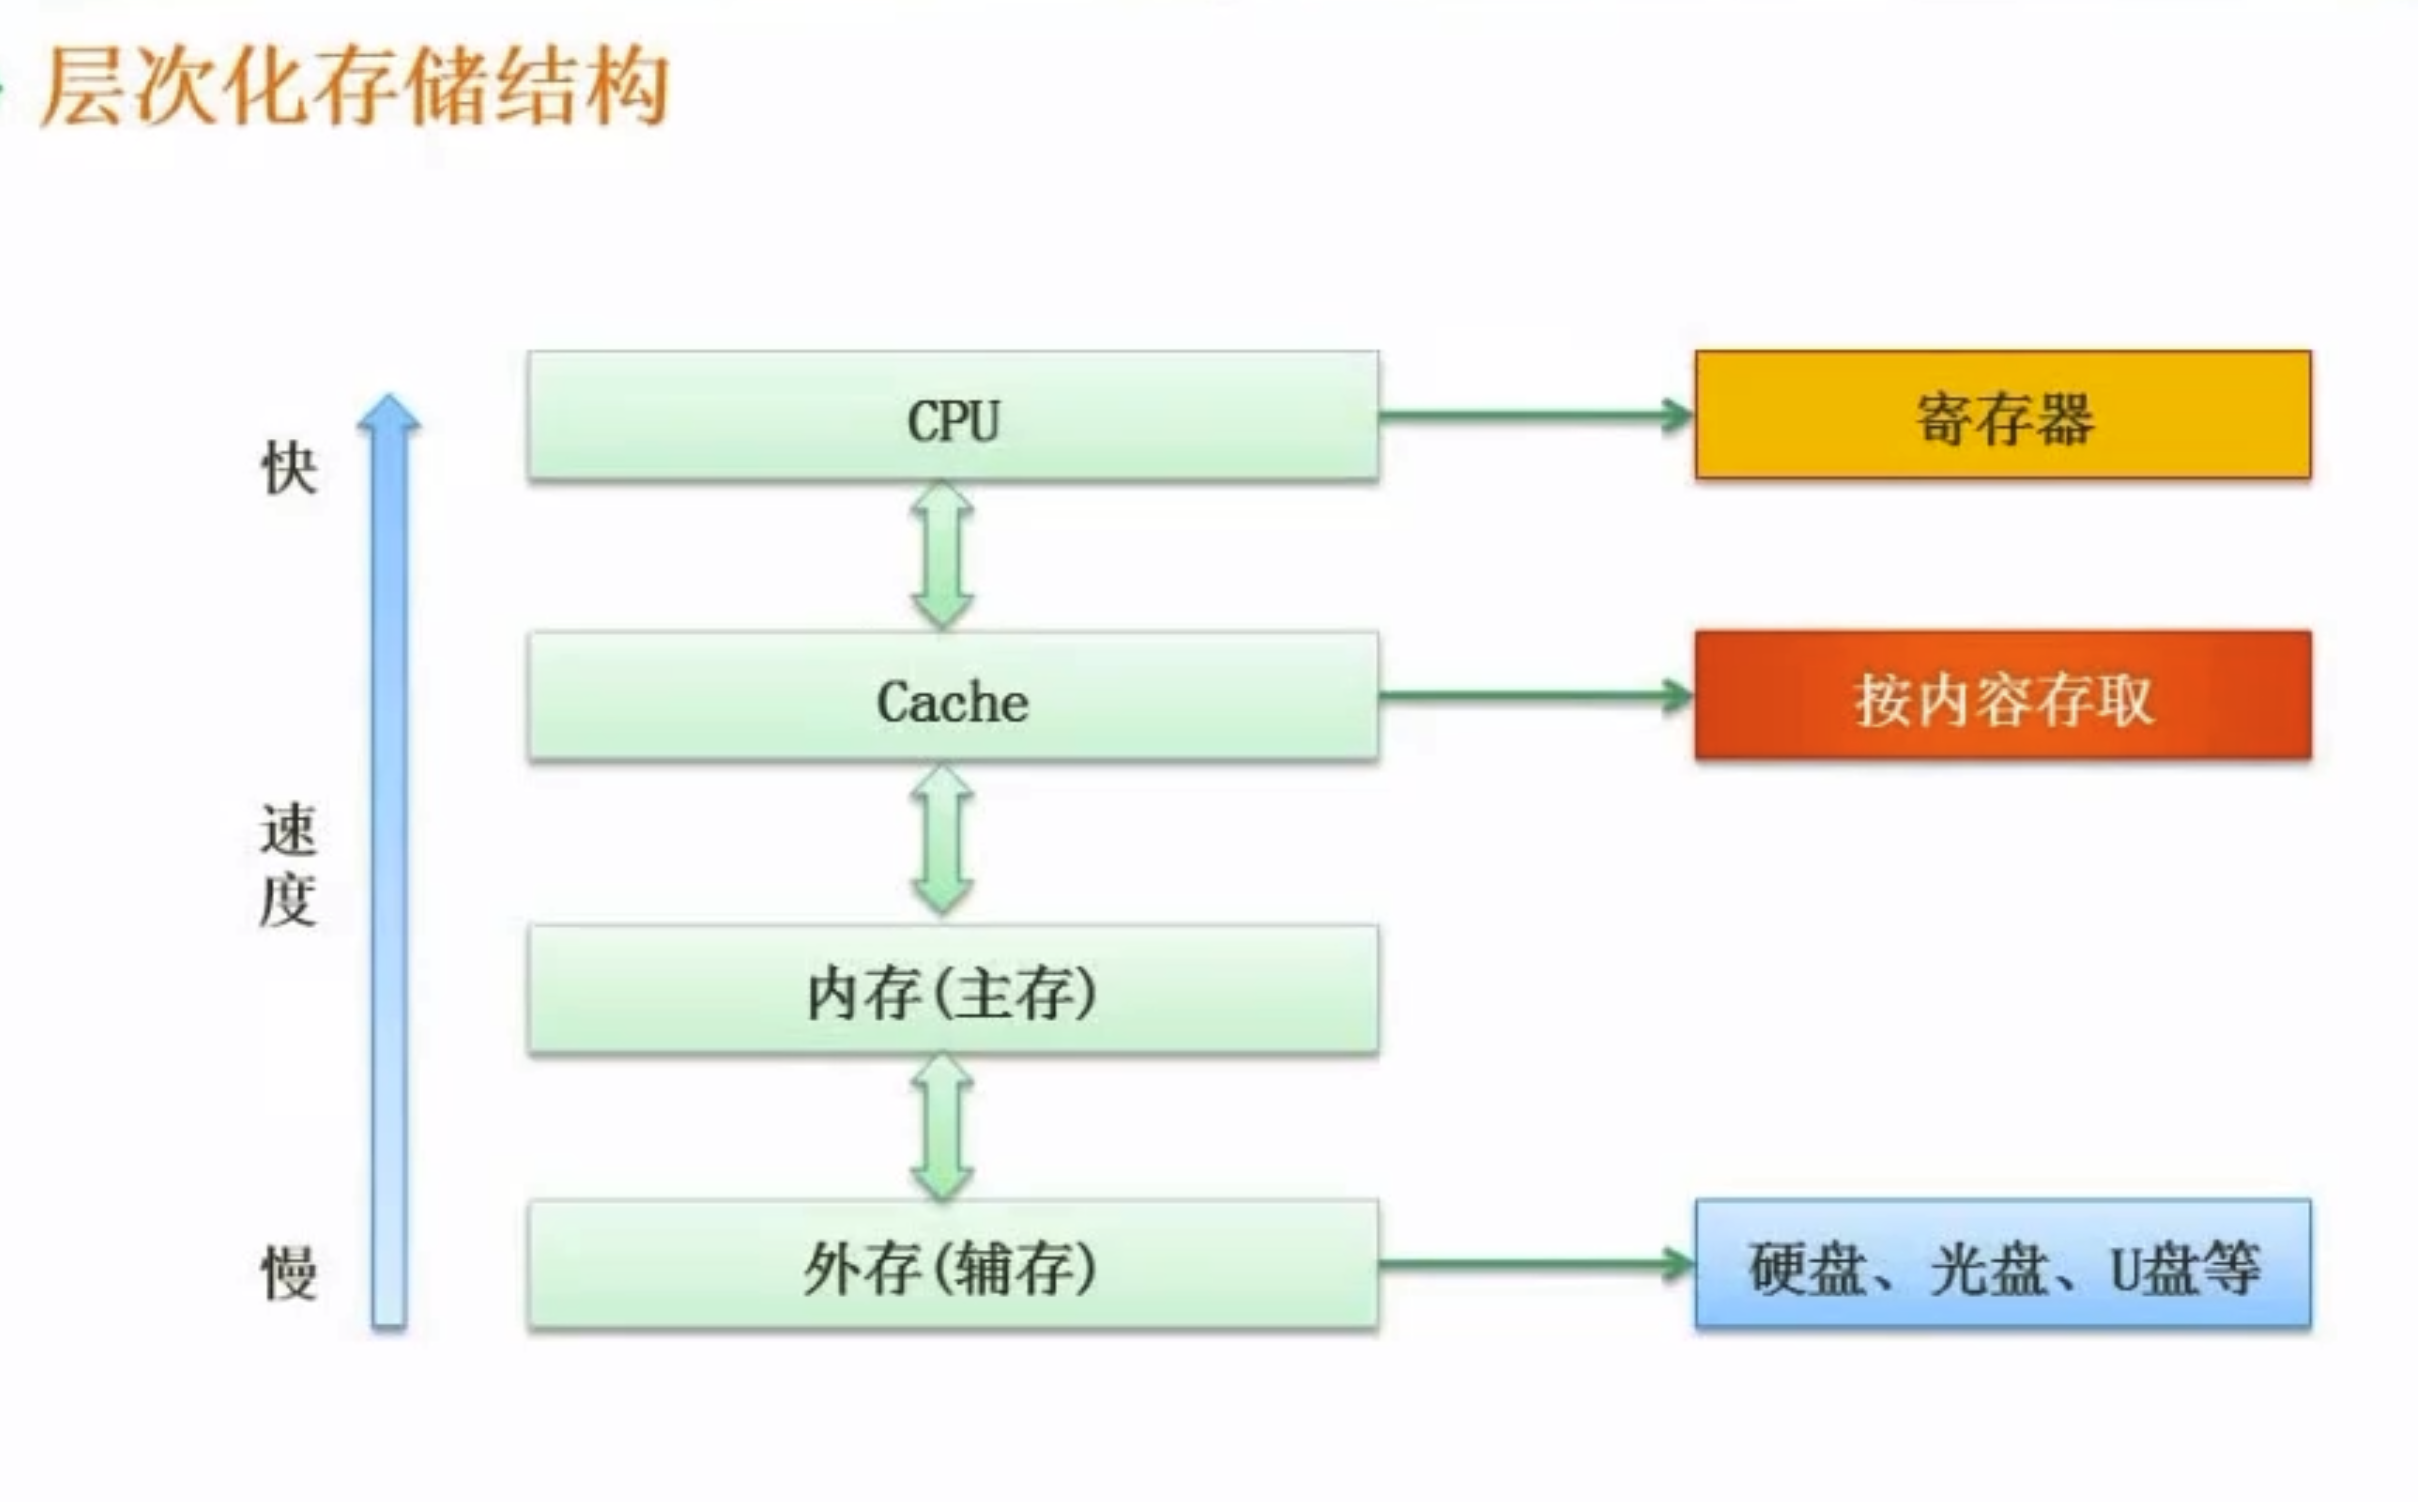 层次化存储结构
快
CPU
寄存器
Cache
按内容存取
速
度
内存(主存)
慢
外存(辅存)
硬盘、光盘、U盘等